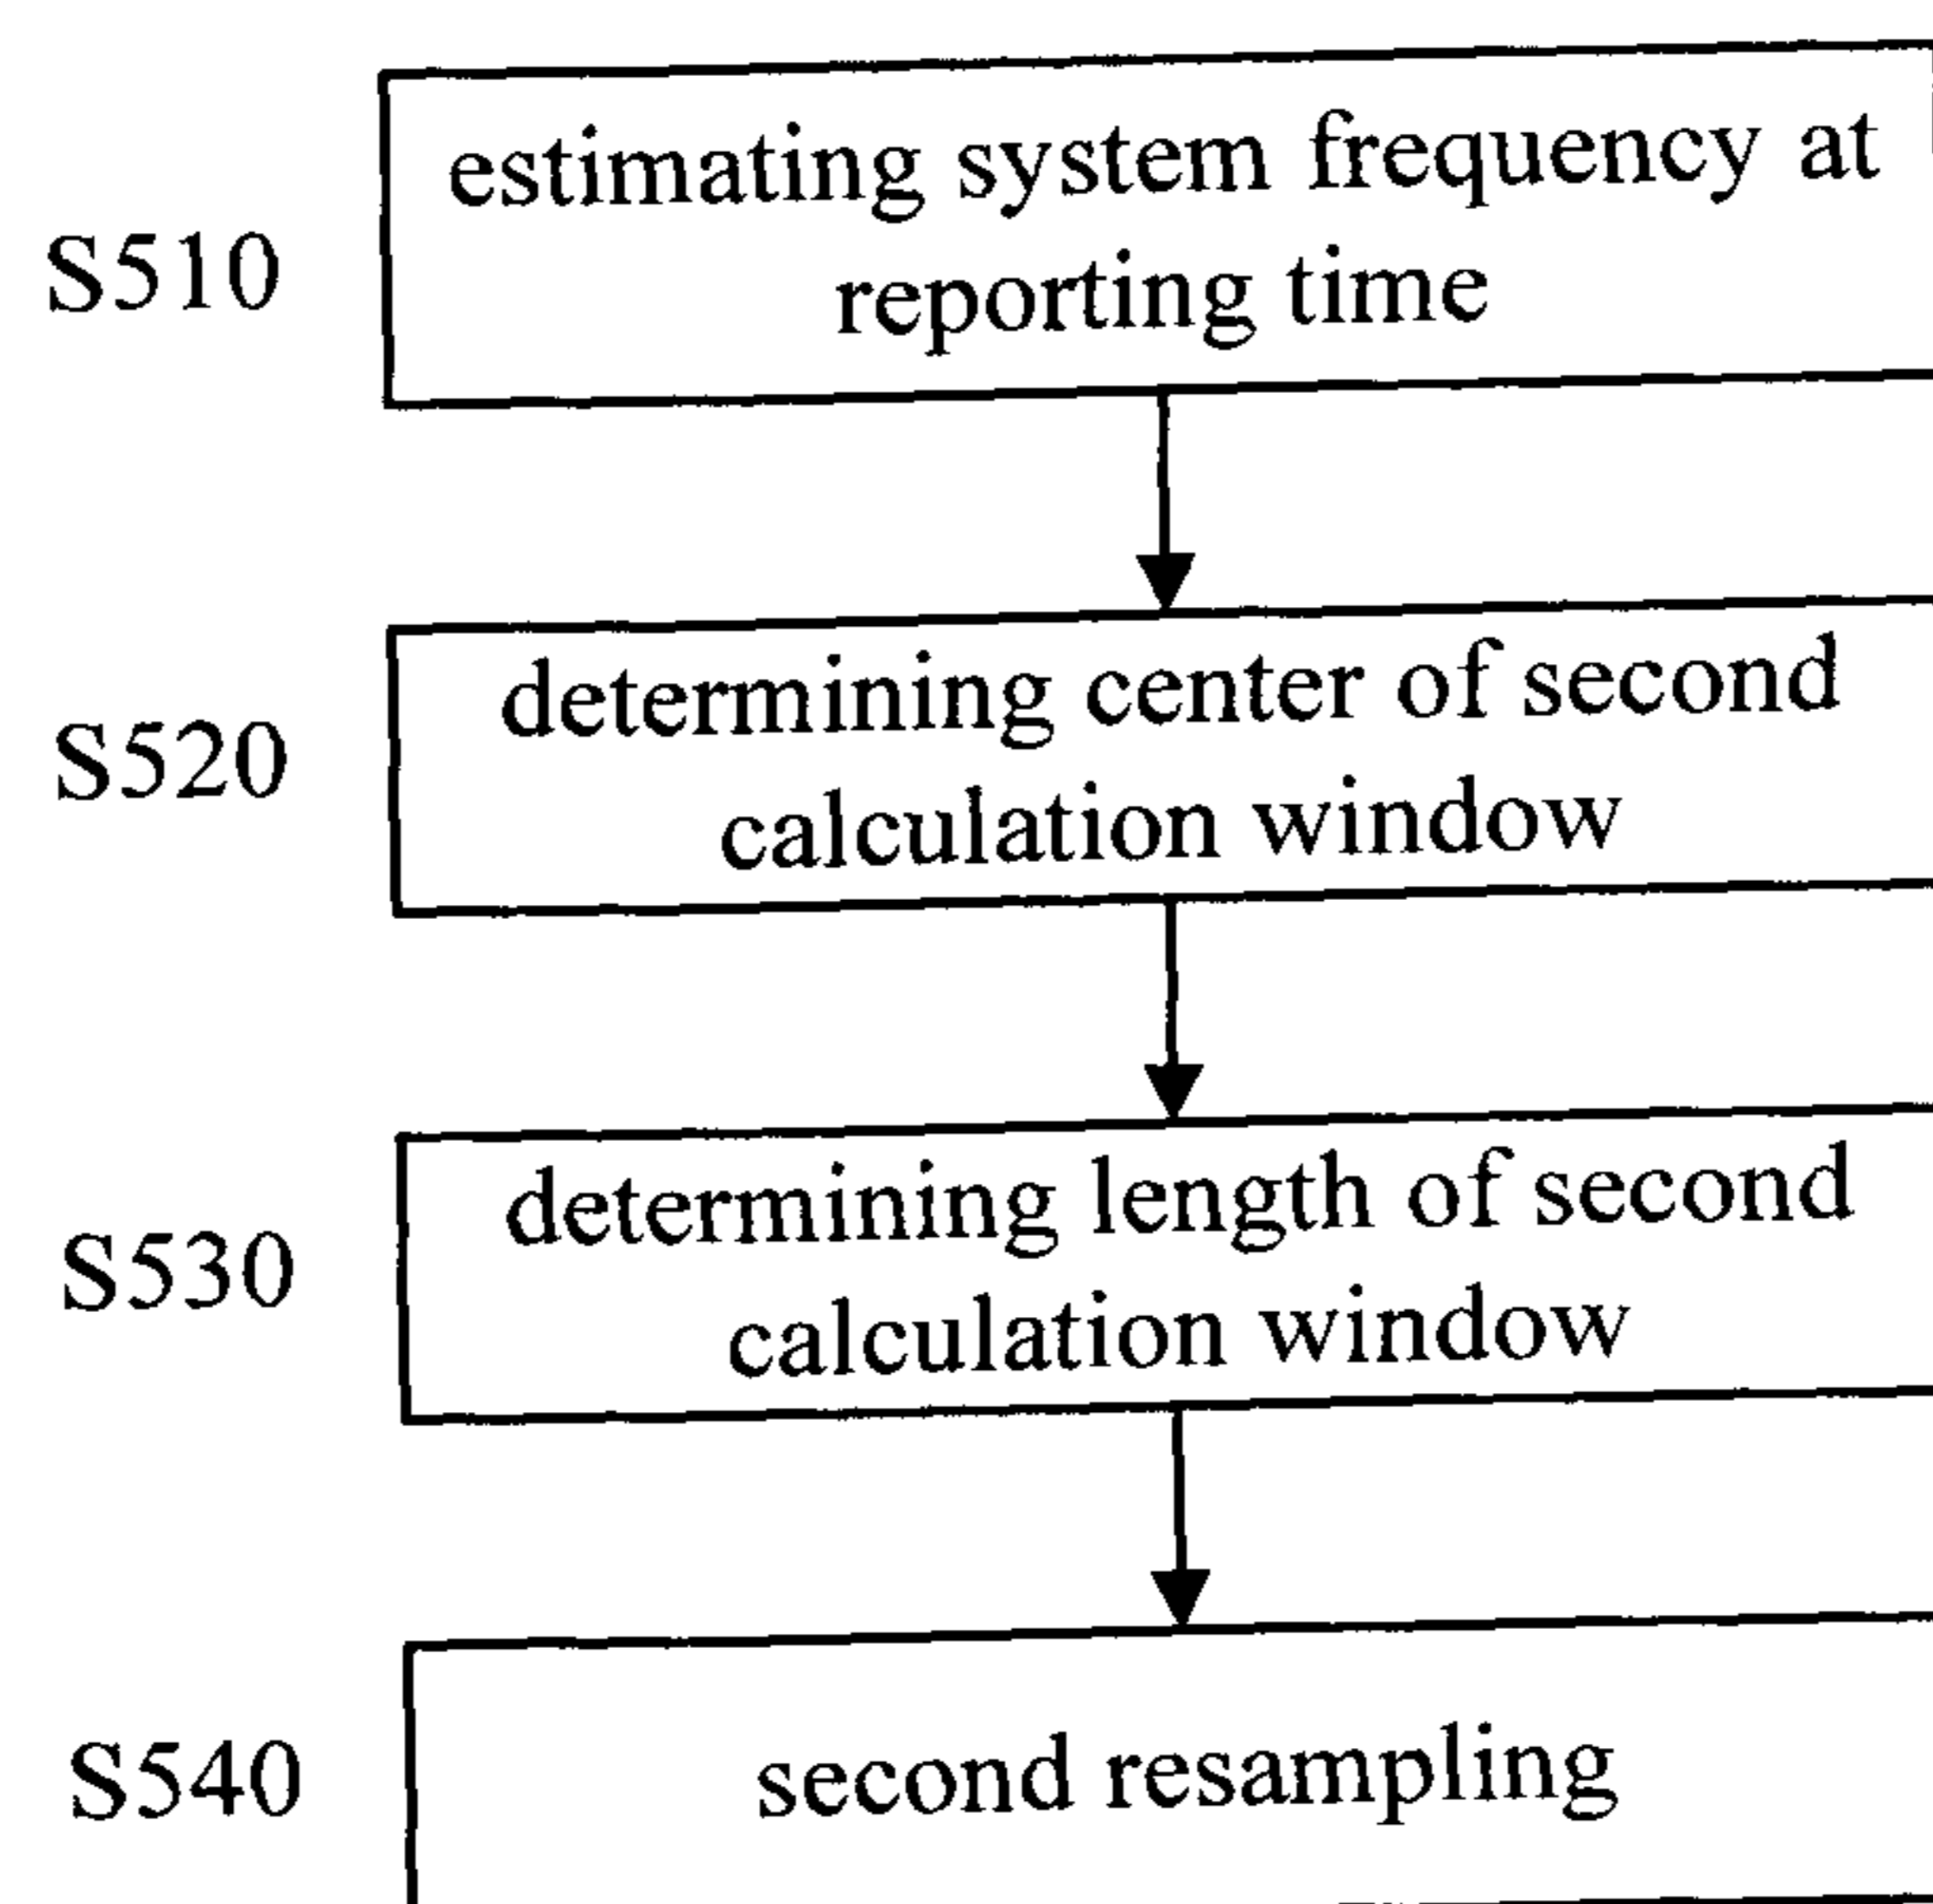 estimating system frequency at
reporting time
S510
determining center of second
calculation window
S520
determining length of second
calculation window
S530
second resampling
S540